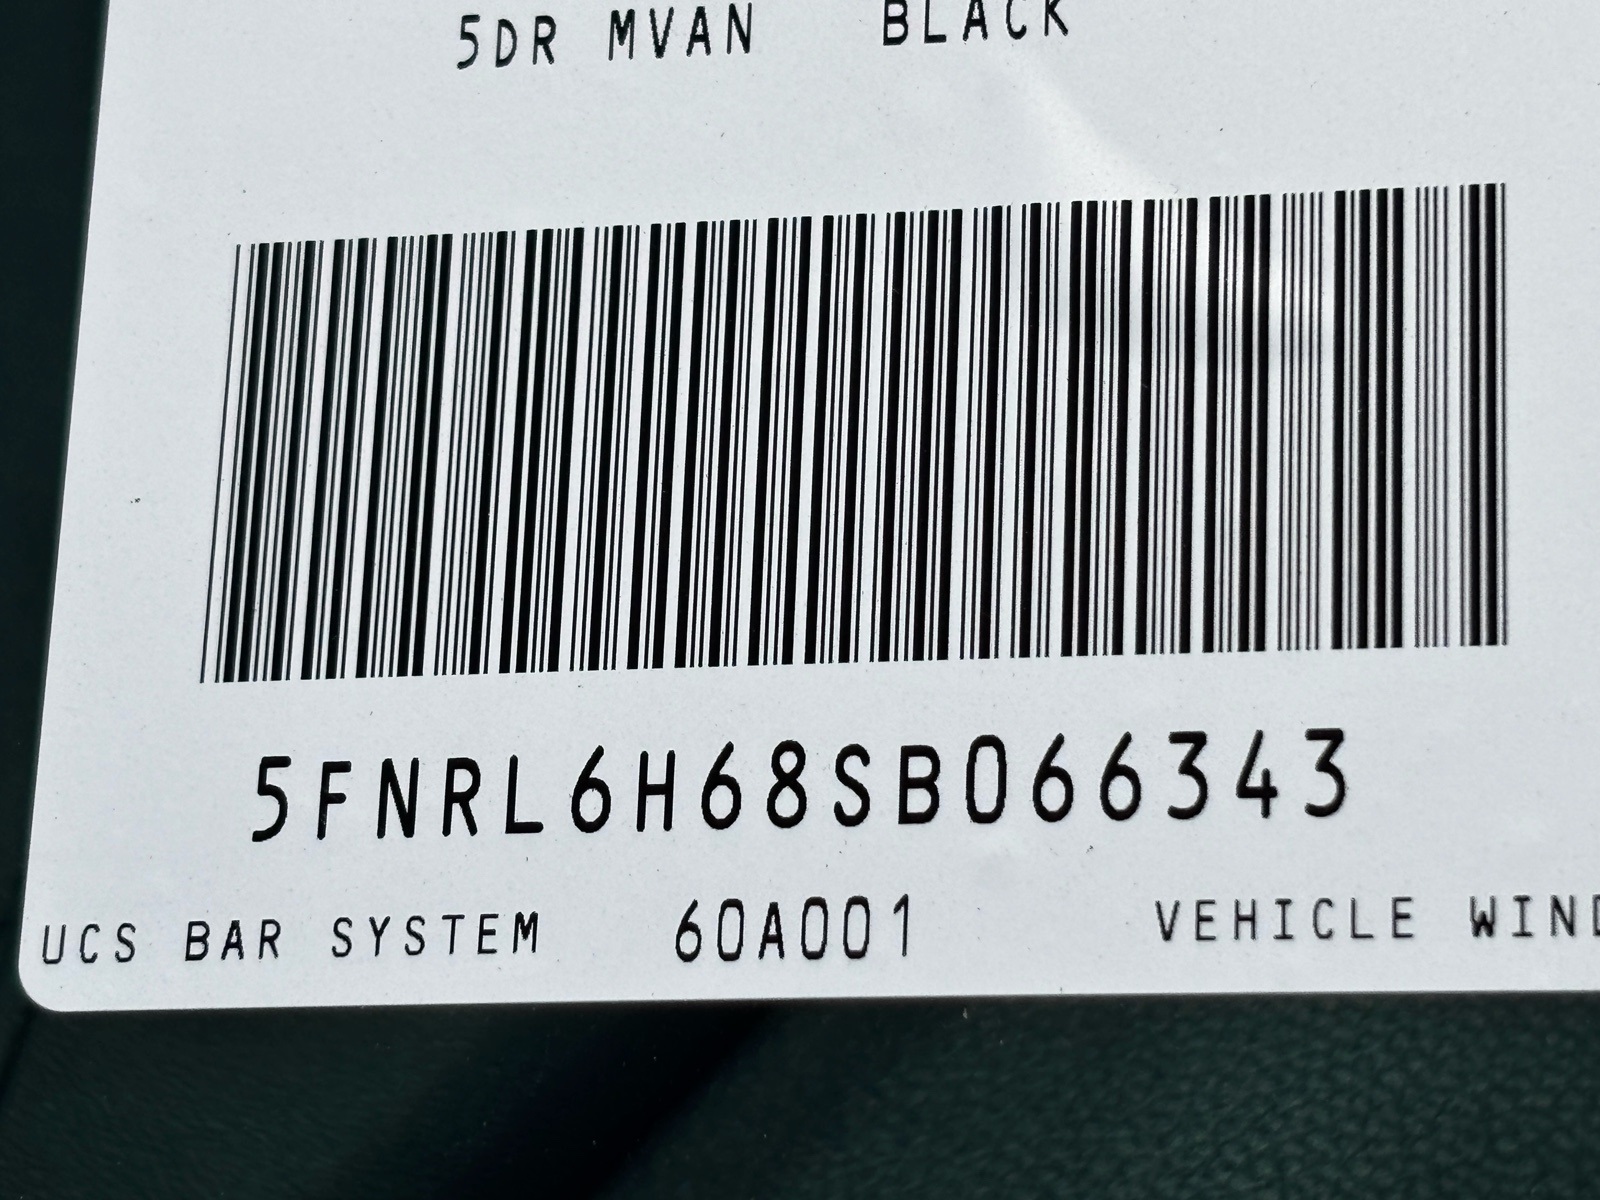 5DR MVAN BLACK
5FNRL6H68SB066343
UCS BAR SYSTEM 60A001 VEHICLE WIND